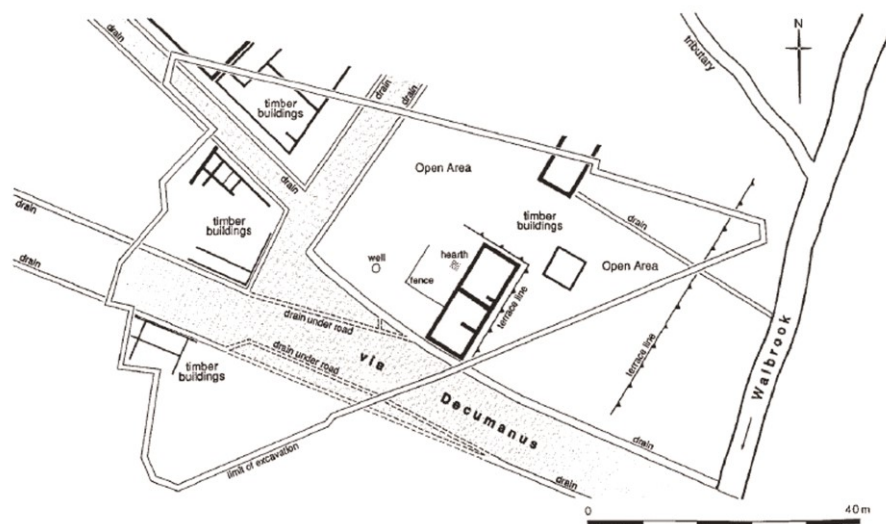 drain
N
tributary
timber
buildings
drain
drain
Open Area
drain
timber
buildings
drain
drain
timber
buildings
drain
well
hearth
fence
Open Area
terrace line
terrace line
drain under road
drain under road
via
Decumanus
timber
buildings
Walbrook
limit of excavation
drain
drain
0
40 m